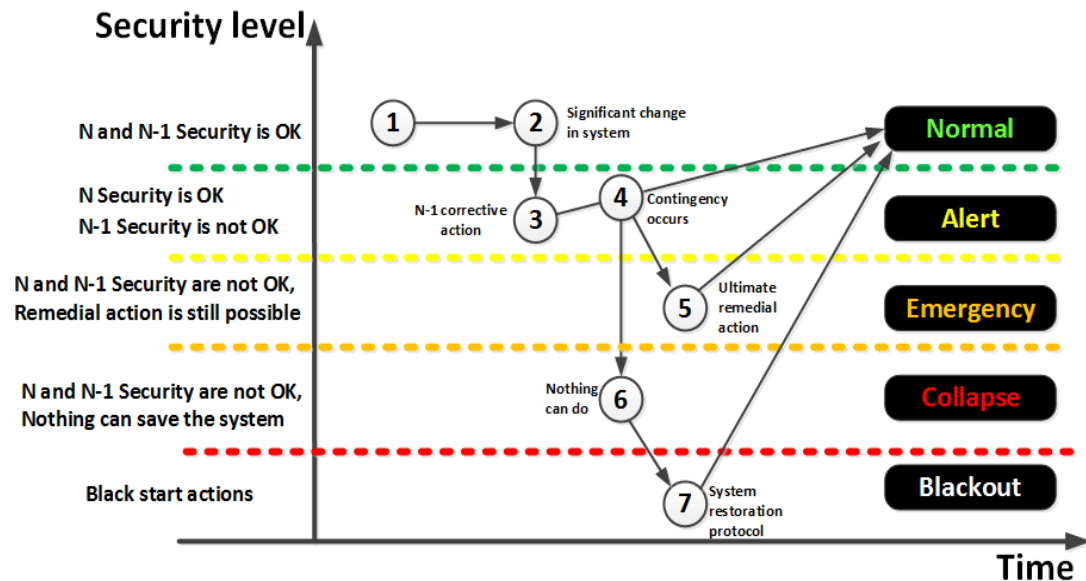 Security level
N and N-1 Security is OK
1
2
Significant change
in system
Normal
N Security is OK
N-1 Security is not OK
N-1 corrective
action
3
4
Contingency
occurs
Alert
N and N-1 Security are not OK,
Remedial action is still possible
5
Ultimate
remedial
action
Emergency
N and N-1 Security are not OK,
Nothing can save the system
Nothing
can do
6
Collapse
Black start actions
7
System
restoration
protocol
Blackout
Time